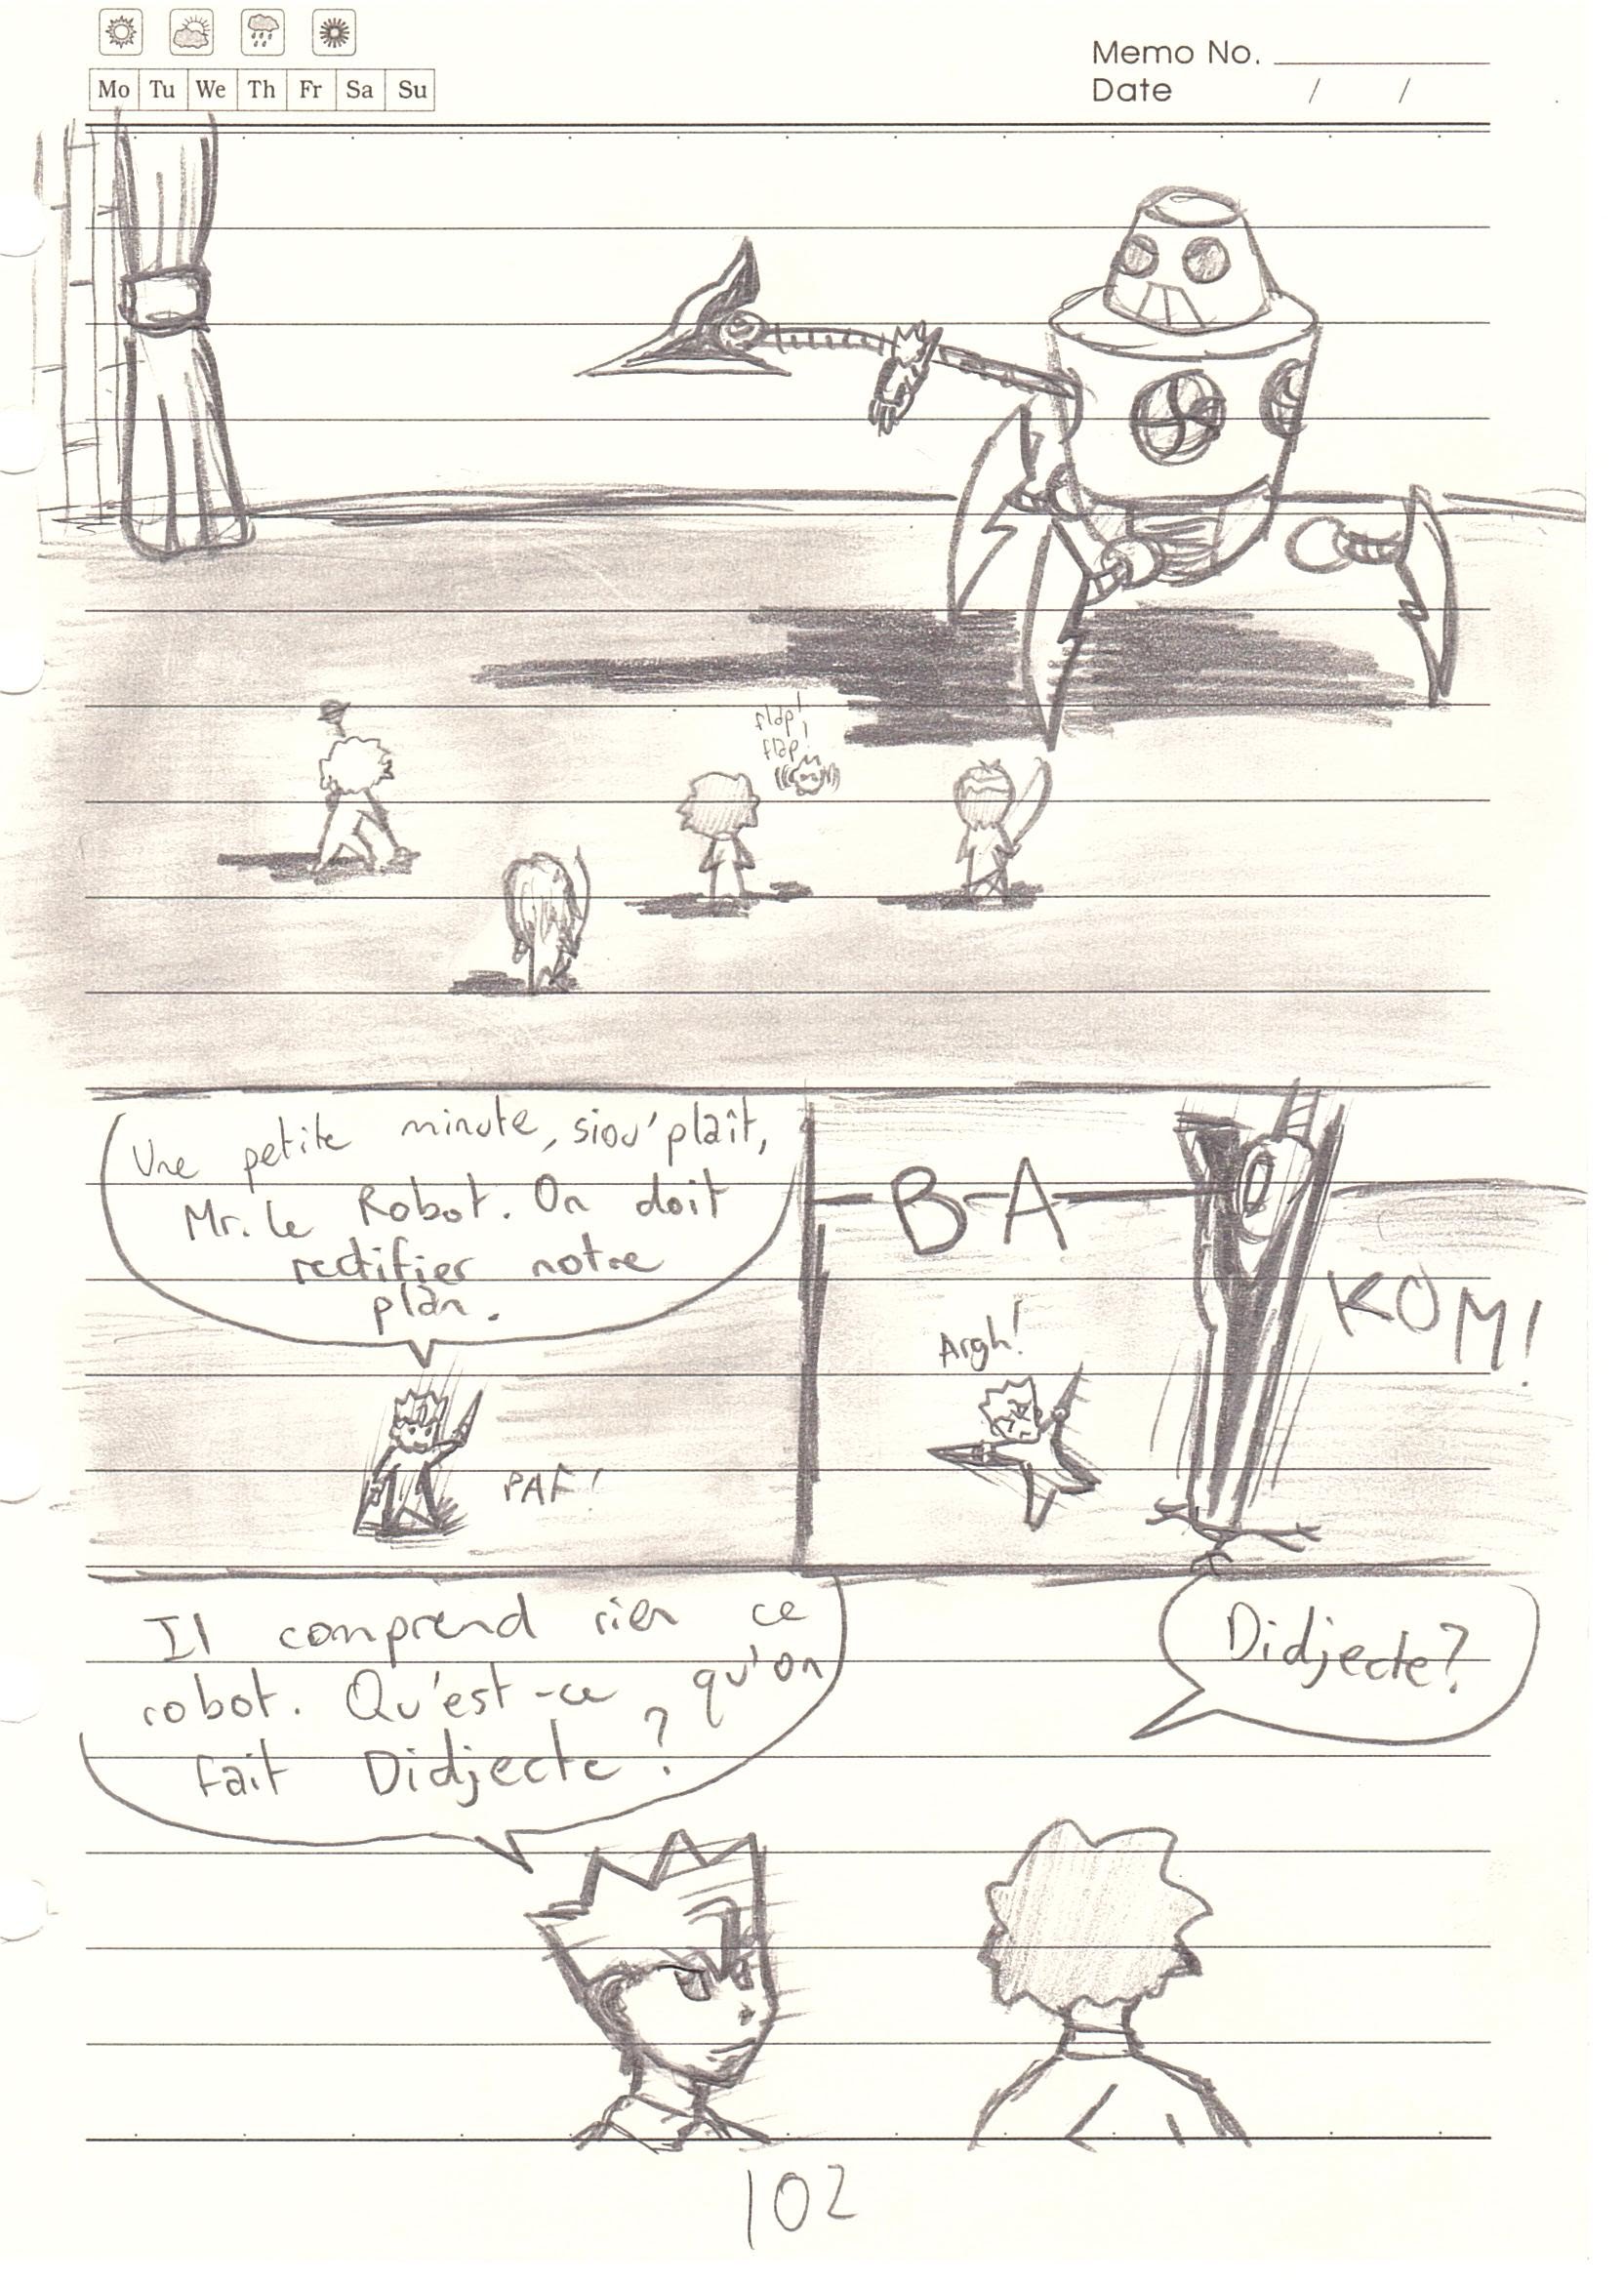 Memo No.
Mo Tu We Th Fr Sa Su
Date / /
flap!
flap!
Une petite minute, siou'plaît,
Mr. le Robot. On doit
rectifier notre
plan.
PAF!
BA
KOM!
Argh!
Il comprend rien ce
robot. Qu'est-ce qu'on
fait Didjecte?
Didjecte?
102